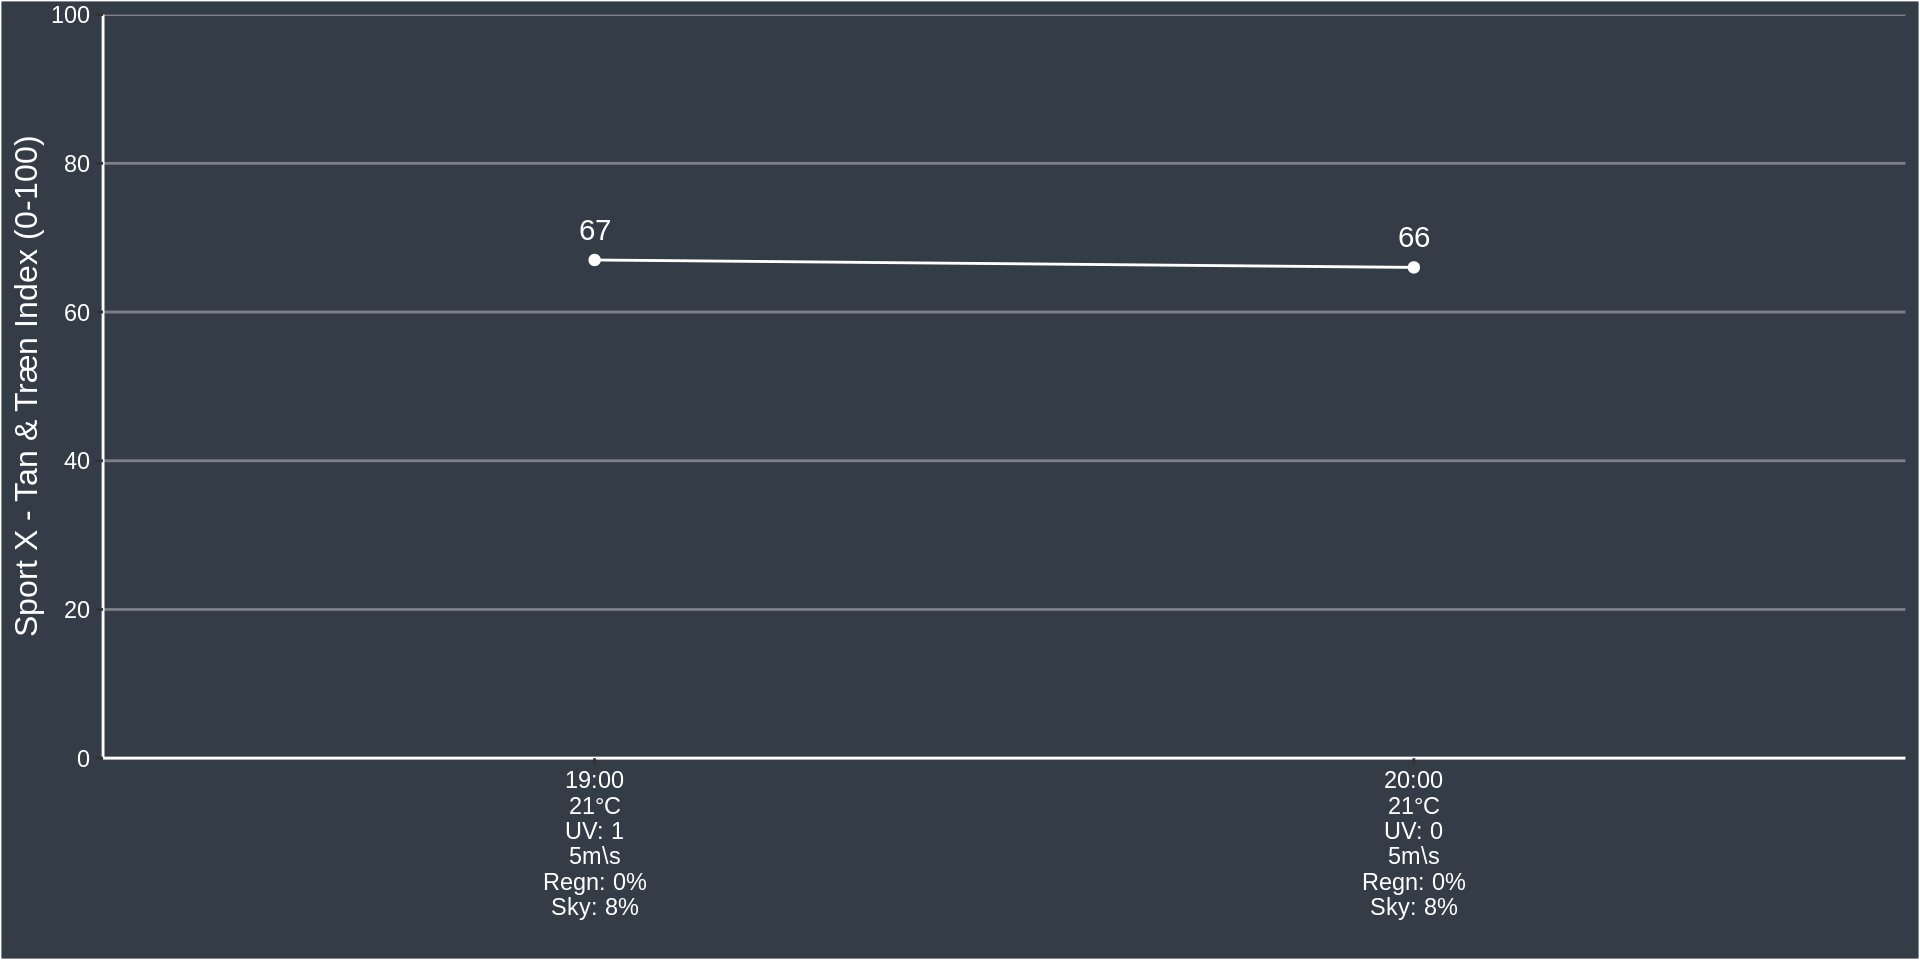 Sport X - Tan & Træn Index (0-100)
100
80
60
40
20
0
67
66
19:00
21°C
UV: 1
5m\s
Regn: 0%
Sky: 8%
20:00
21°C
UV: 0
5m\s
Regn: 0%
Sky: 8%